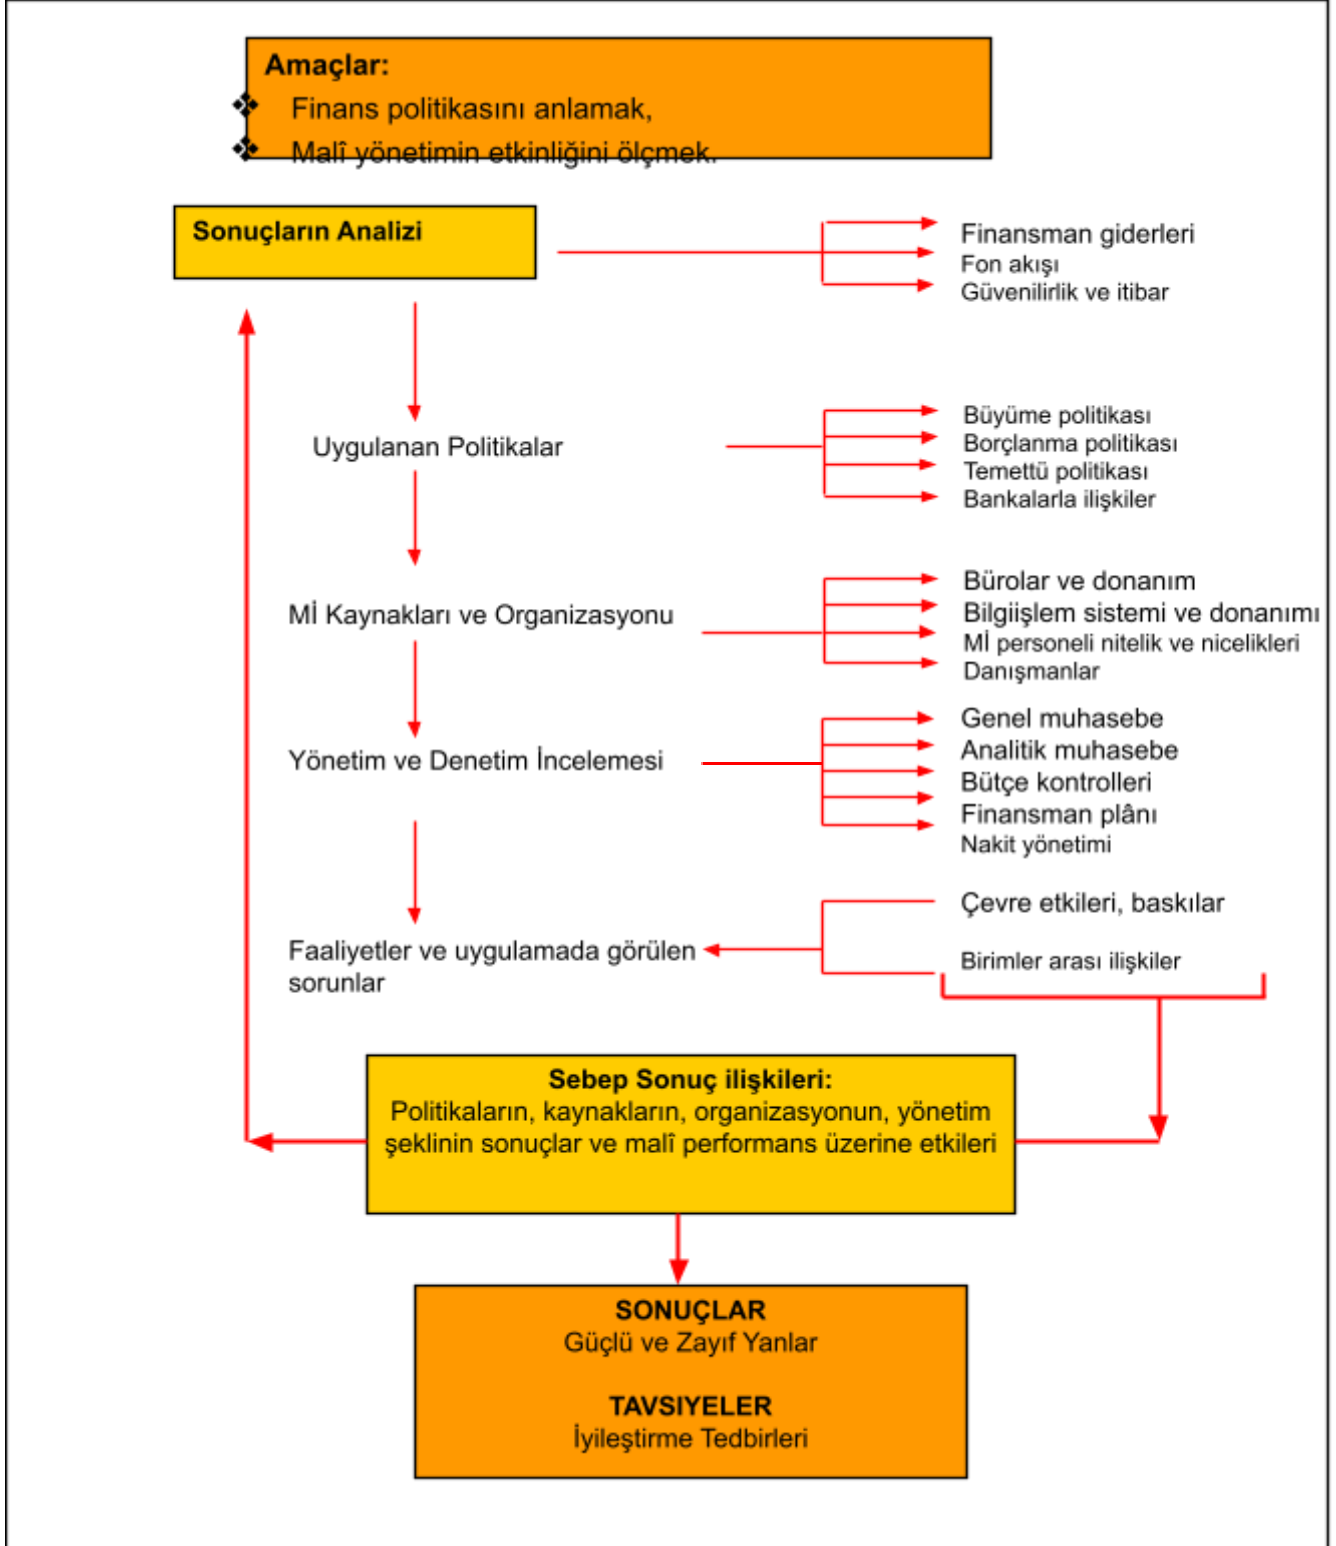 Amaçlar:
Finans politikasını anlamak,
Malî yönetimin etkinliğini ölçmek.
Sonuçların Analizi
Finansman giderleri
Fon akışı
Güvenilirlik ve itibar
Uygulanan Politikalar
Büyüme politikası
Borçlanma politikası
Temettü politikası
Bankalarla ilişkiler
Mİ Kaynakları ve Organizasyonu
Bürolar ve donanım
Bilgiişlem sistemi ve donanımı
Mİ personeli nitelik ve nicelikleri
Danışmanlar
Yönetim ve Denetim İncelemesi
Genel muhasebe
Analitik muhasebe
Bütçe kontrolleri
Finansman plânı
Nakit yönetimi
Faaliyetler ve uygulamada görülen
sorunlar
Çevre etkileri, baskılar
Birimler arası ilişkiler
Sebep Sonuç ilişkileri:
Politikaların, kaynakların, organizasyonun, yönetim
şeklinin sonuçlar ve malî performans üzerine etkileri
SONUÇLAR
Güçlü ve Zayıf Yanlar
TAVSIYELER
İyileştirme Tedbirleri